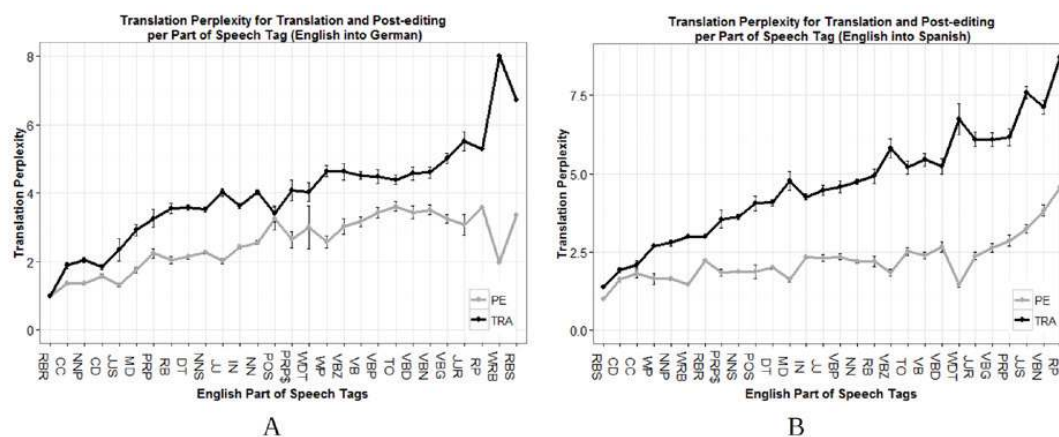 Translation Perplexity for Translation and Post-editing
per Part of Speech Tag (English into German)
Translation Perplexity
8
6
4
2
0
PE
TRA
RBR
CC
NNP
CD
JJS
MD
PRP
RB
DT
NNS
JJ
IN
NN
POS
PRP$
WDT
WP
VBZ
VB
VBP
TO
VBD
VBN
VBG
JJR
RP
WRB
RBS
English Part of Speech Tags
A
Translation Perplexity for Translation and Post-editing
per Part of Speech Tag (English into Spanish)
Translation Perplexity
7.5
5.0
2.5
0.0
PE
TRA
RBS
CD
CC
WP
NNP
WRB
RBR
PRP$
NNS
POS
DT
MD
IN
JJ
VBP
NN
RB
VBZ
TO
VB
VBD
WDT
JJR
VBG
PRP
JJS
VBN
RP
English Part of Speech Tags
B